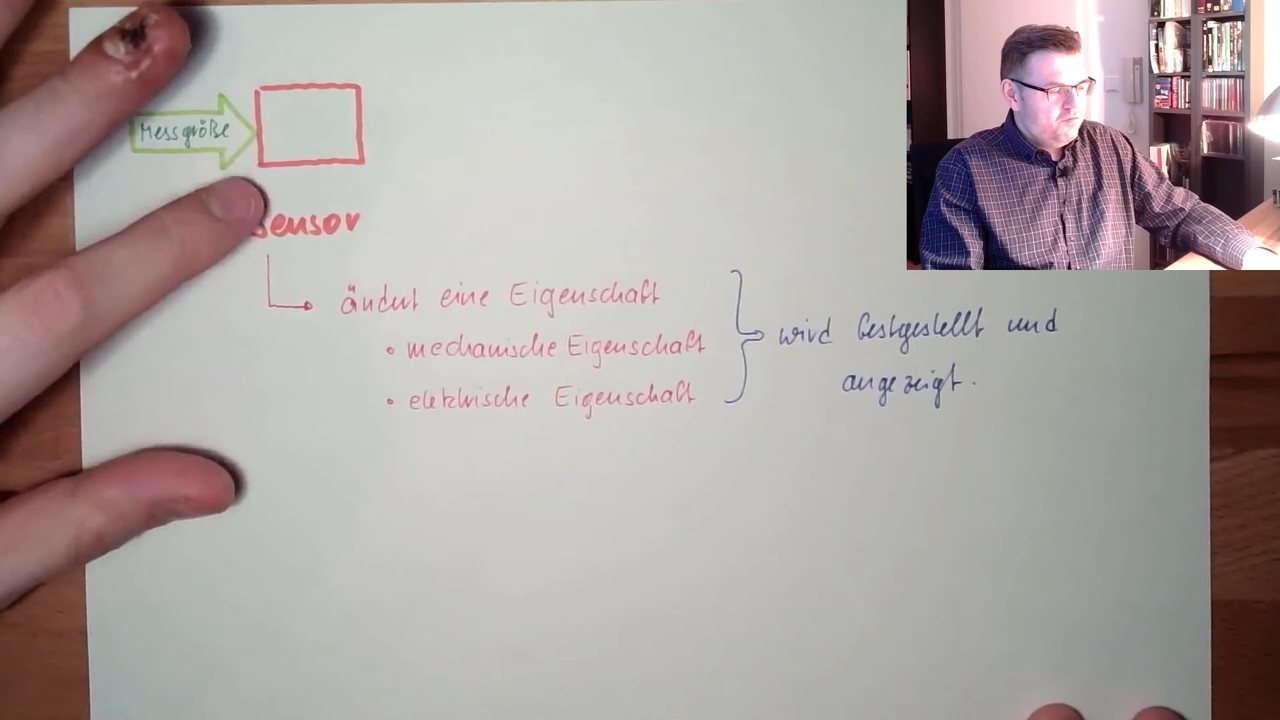 Messgröße
Sensor
ändert eine Eigenschaft
• mechanische Eigenschaft
• elektrische Eigenschaft
wird festgestellt und
angezeigt.